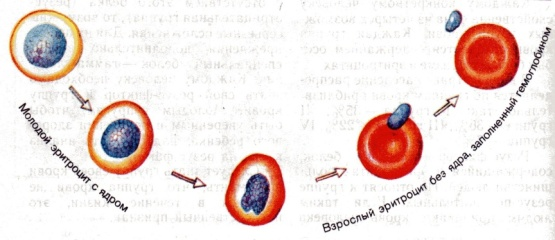 Молодой эритроцит с ядром
Взрослый эритроцит без ядра, заполненный гемоглобином